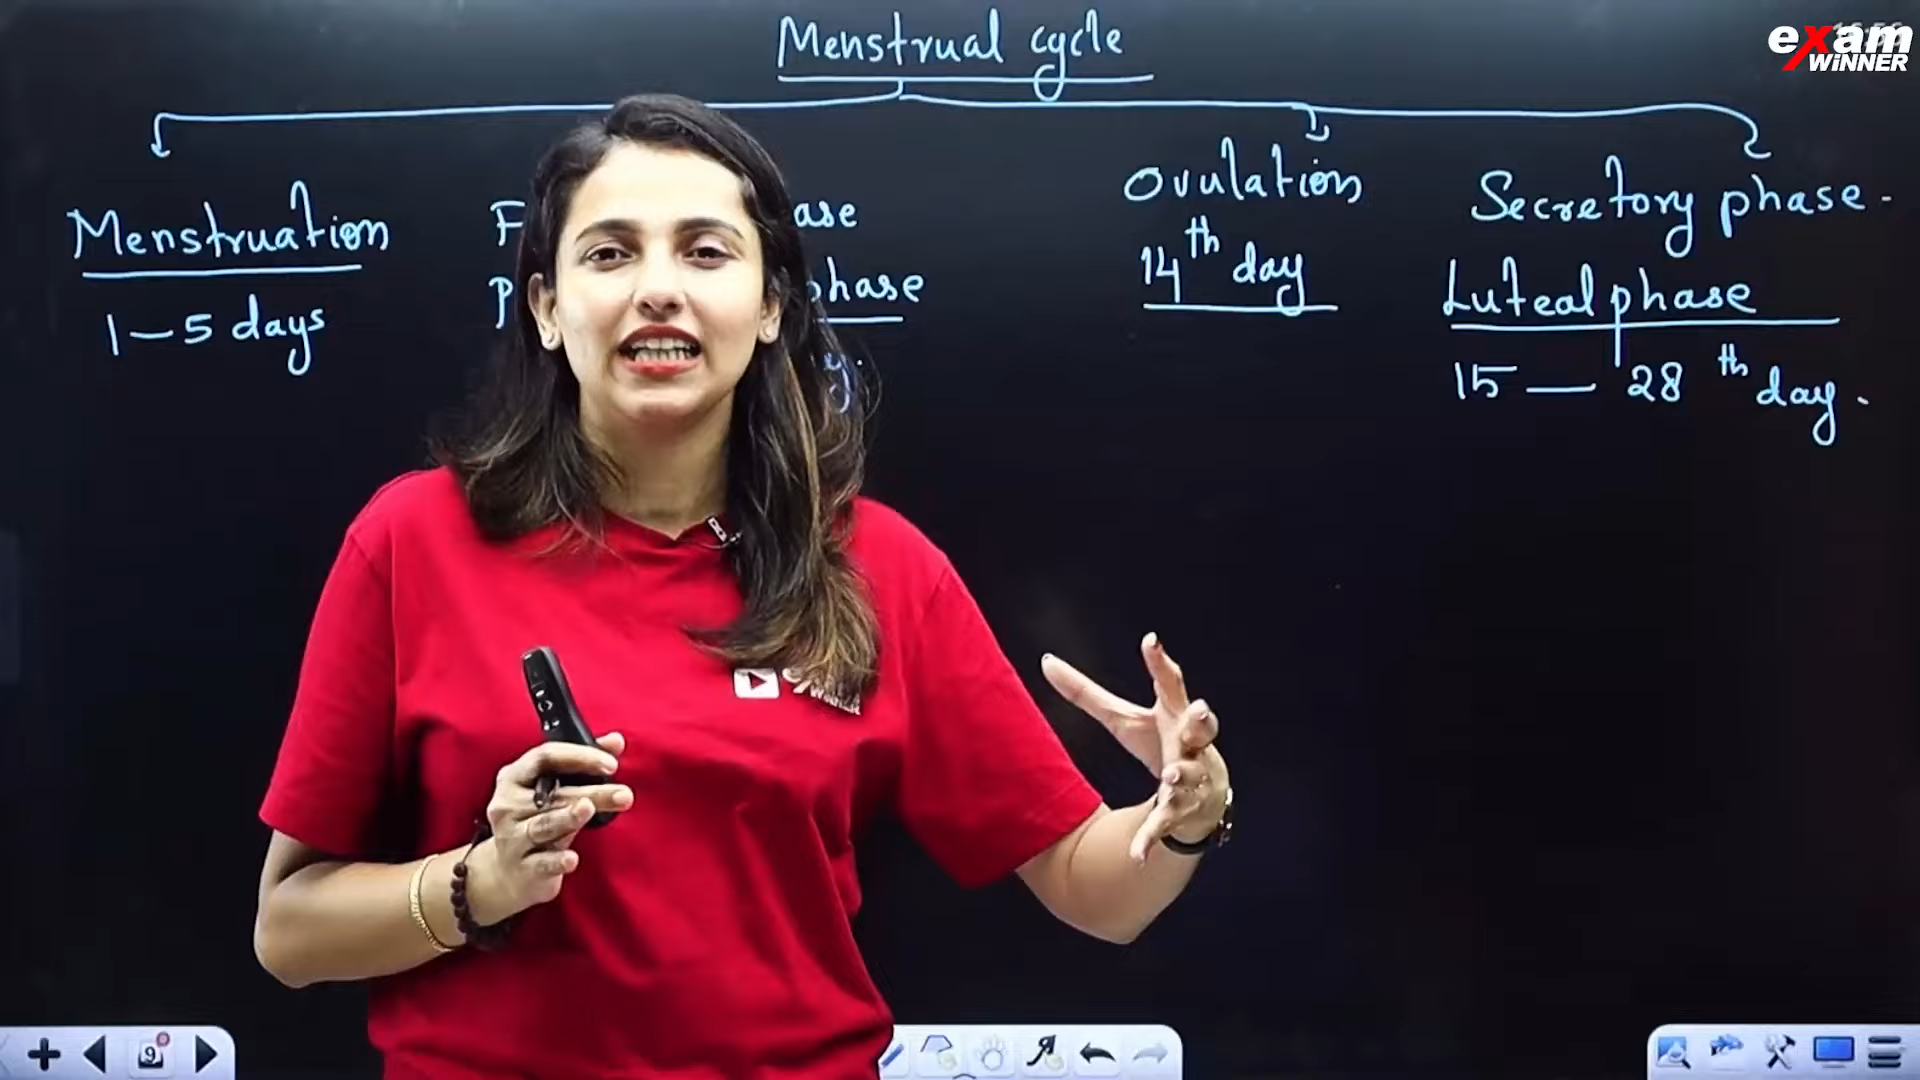 Menstrual cycle
exam
WiNNER
Menstruation
1 – 5 days
phase
Ovulation
14th day
Secretory phase.
Luteal phase
15 — 28th day.
9